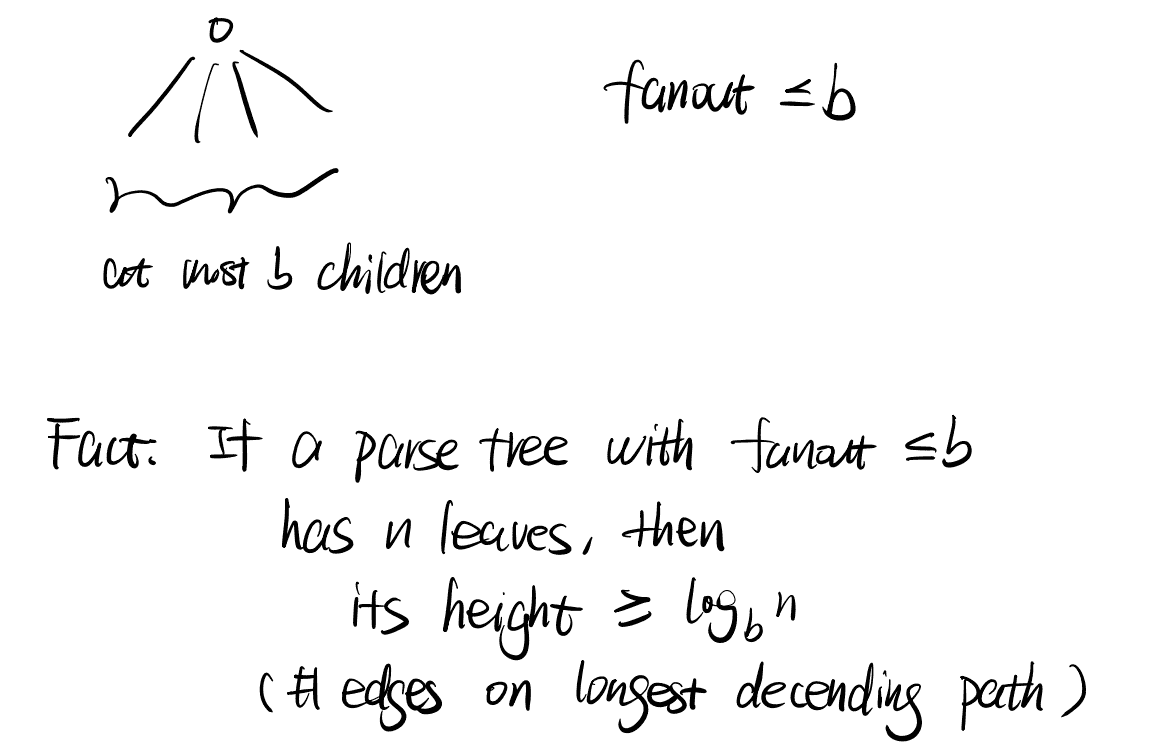 fanout ≤ b
at most b children
Fact: If a parse tree with fanout ≤ b
has n leaves, then
its height ≥ log_b n
(# edges on longest decending path)